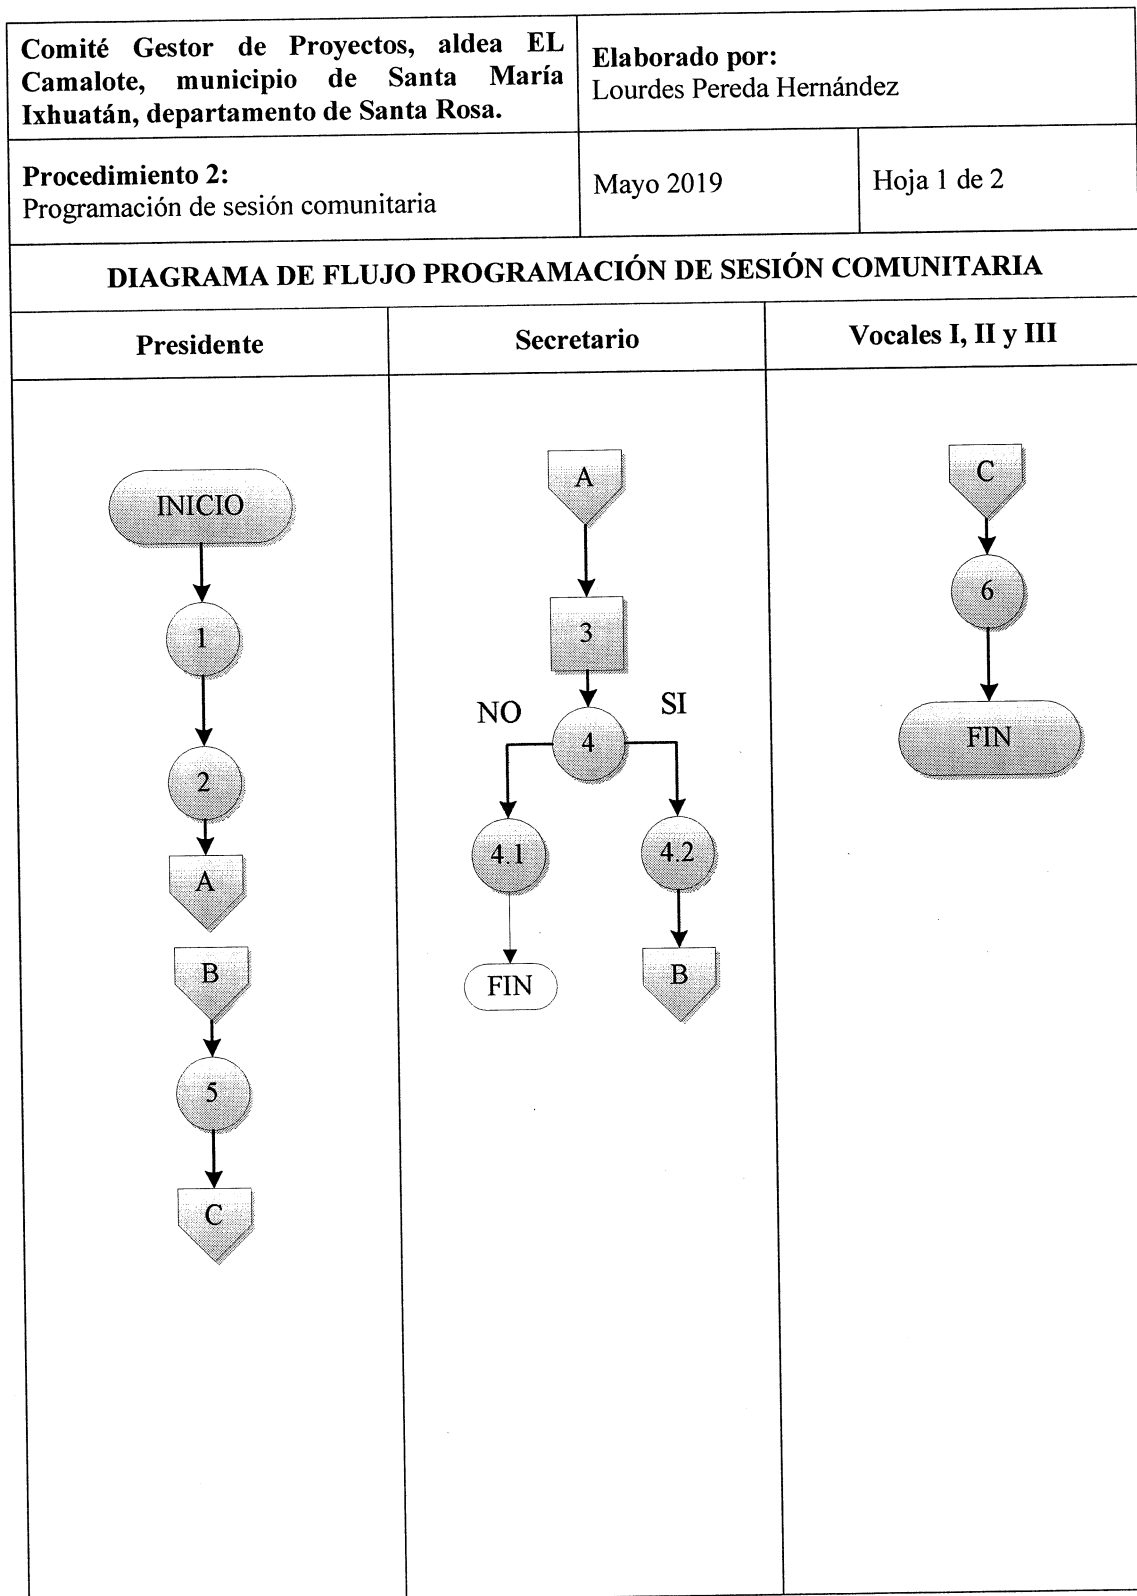 Comité Gestor de Proyectos, aldea EL
Camalote, municipio de Santa María
Ixhuatán, departamento de Santa Rosa.
Elaborado por:
Lourdes Pereda Hernández
Procedimiento 2:
Programación de sesión comunitaria
Mayo 2019
Hoja 1 de 2
DIAGRAMA DE FLUJO PROGRAMACIÓN DE SESIÓN COMUNITARIA
Presidente
Secretario
Vocales I, II y III
INICIO
1
2
A
B
5
C
A
3
NO
SI
4
4.1
4.2
FIN
B
C
6
FIN